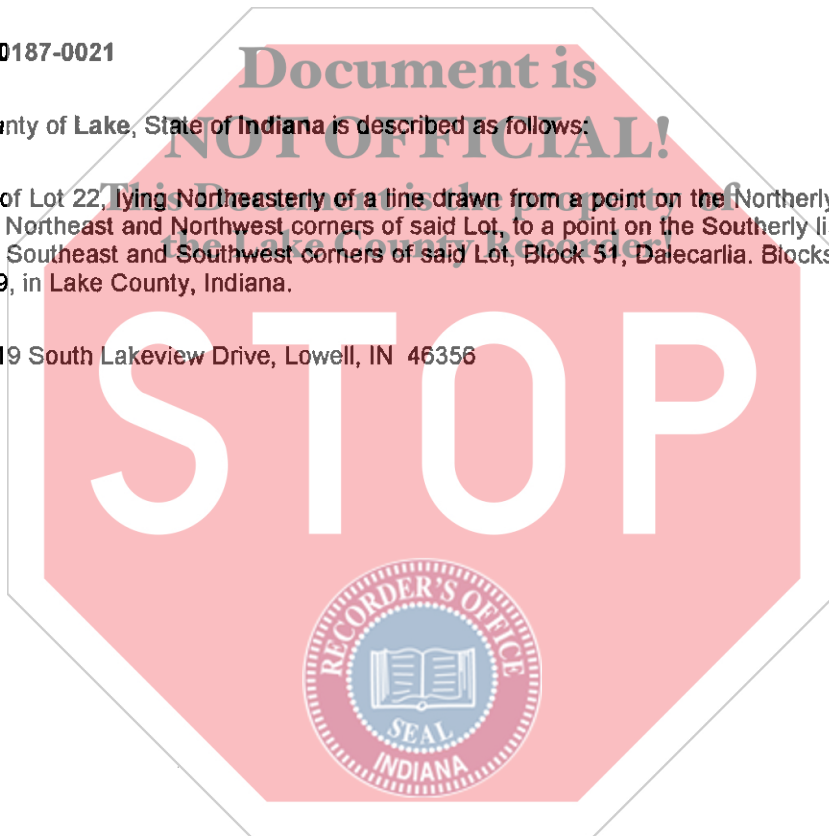 0187-0021
Document is
nty of Lake, State of Indiana is described as follows:
NOT OFFICIAL!
of Lot 22, lying Northeasterly of a line drawn from a point on the Northerly
This Document is the property of
Northeast and Northwest corners of said Lot, to a point on the Southerly li
the Lake County Recorder!
Southeast and Southwest corners of said Lot, Block 51, Dalecarlia. Blocks
9, in Lake County, Indiana.
19 South Lakeview Drive, Lowell, IN 46356
STOP
RECORDER'S OFFICE
SEAL
INDIANA